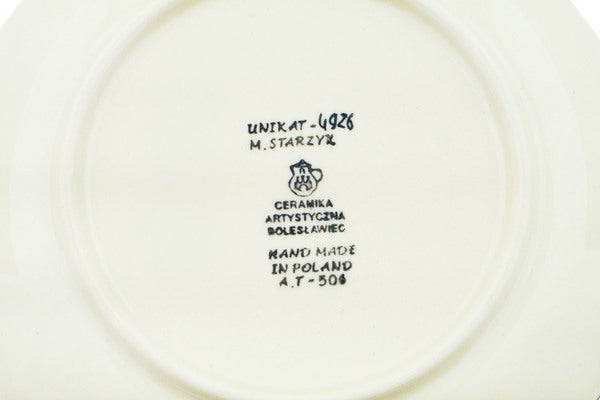 UNIKAT-4926
M. STARZYK
CERAMIKA
ARTYSTYCZNA
BOLESŁAWIEC
HAND MADE
IN POLAND
A.T-506